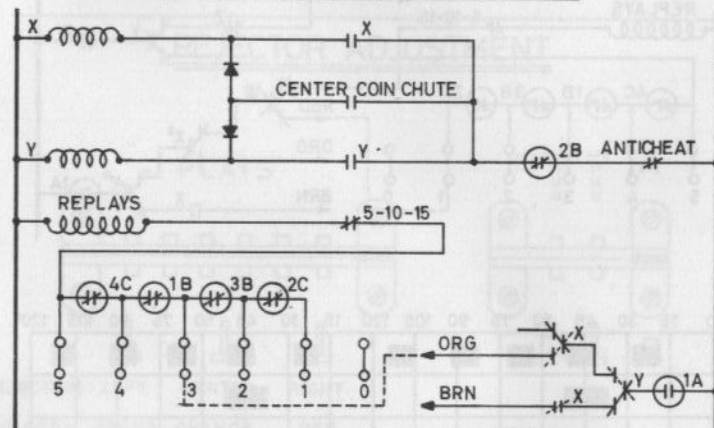 X
X
CENTER COIN CHUTE
Y
Y
2B
ANTICHEAT
REPLAYS
5-10-15
4C
1B
3B
2C
ORG
X
BRN
X
Y
1A
5
4
3
2
1
0